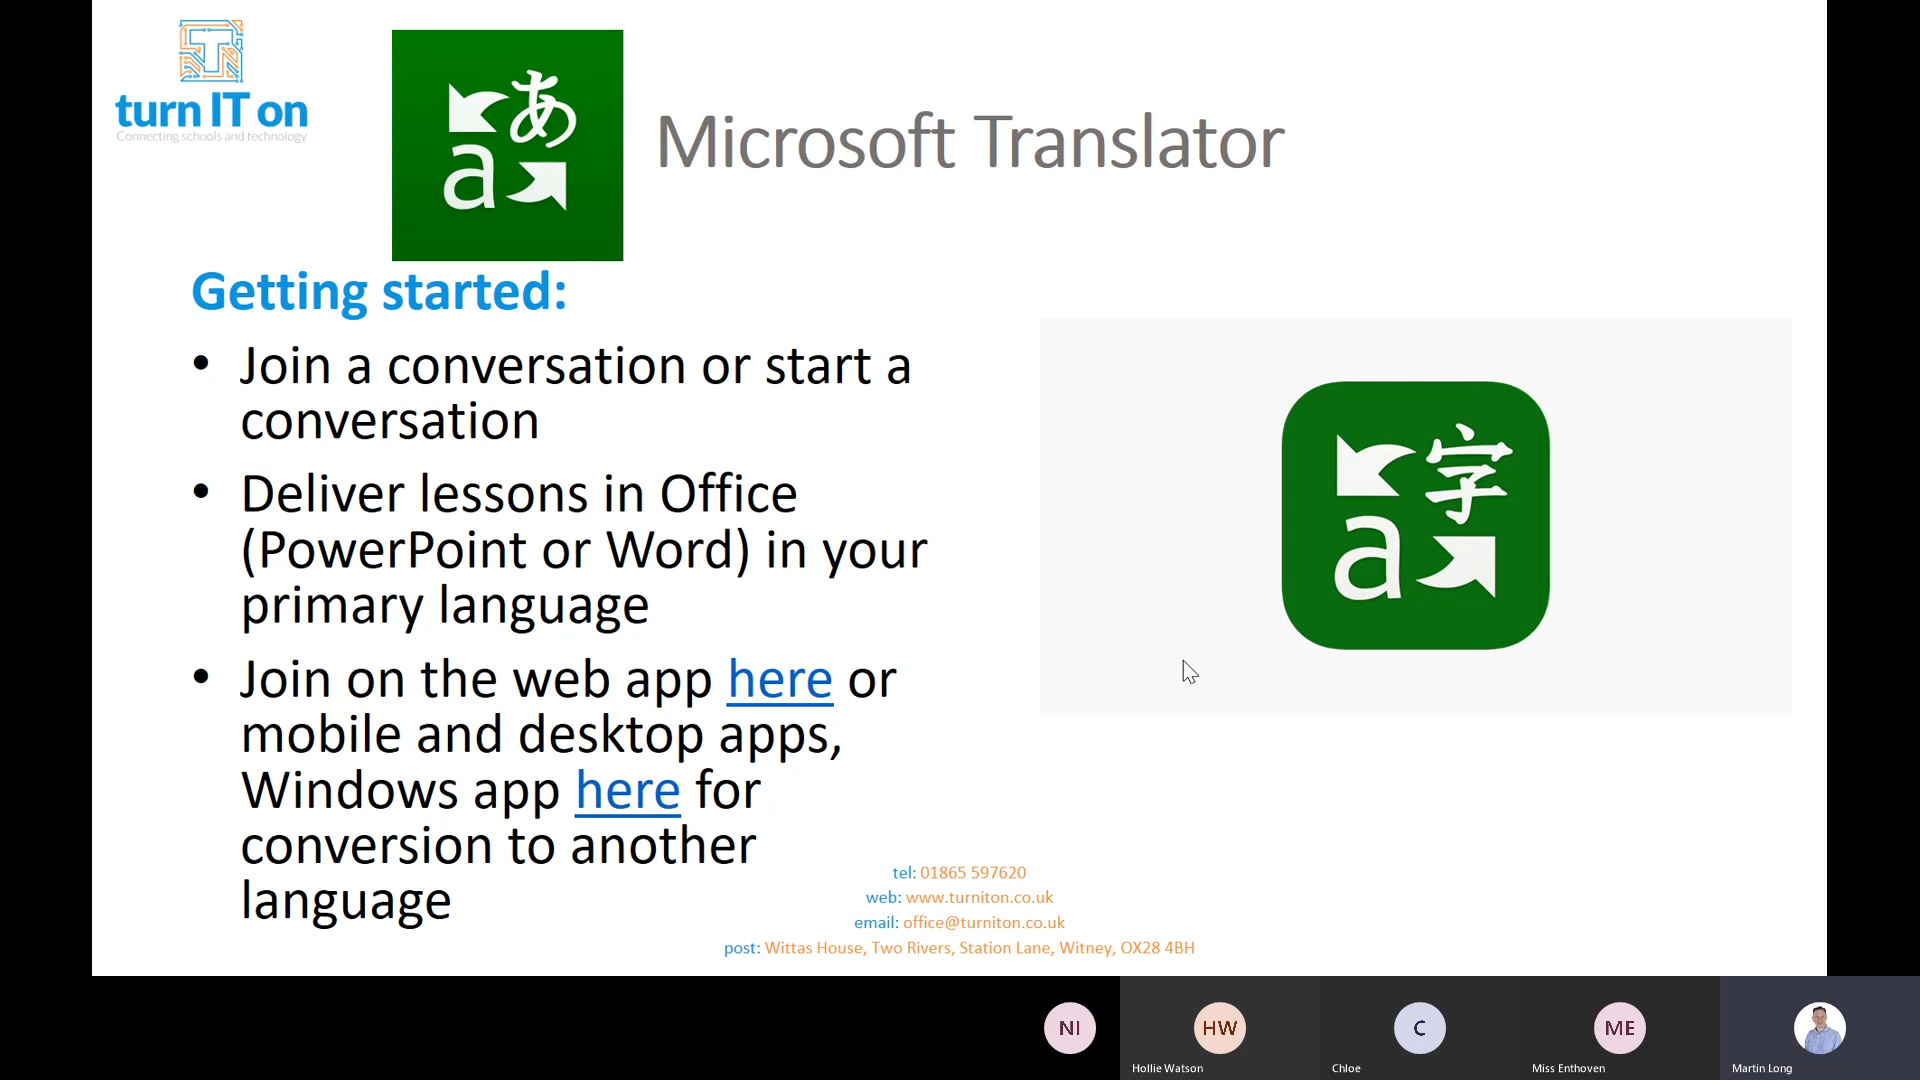 turn IT on
Connecting schools and technology
あ
a
Microsoft Translator
Getting started:
• Join a conversation or start a
conversation
• Deliver lessons in Office
(PowerPoint or Word) in your
primary language
• Join on the web app here or
mobile and desktop apps,
Windows app here for
conversion to another
language
字
a
tel: 01865 597620
web: www.turniton.co.uk
email: office@turniton.co.uk
post: Wittas House, Two Rivers, Station Lane, Witney, OX28 4BH
NI
HW
C
ME
Hollie Watson
Chloe
Miss Enthoven
Martin Long